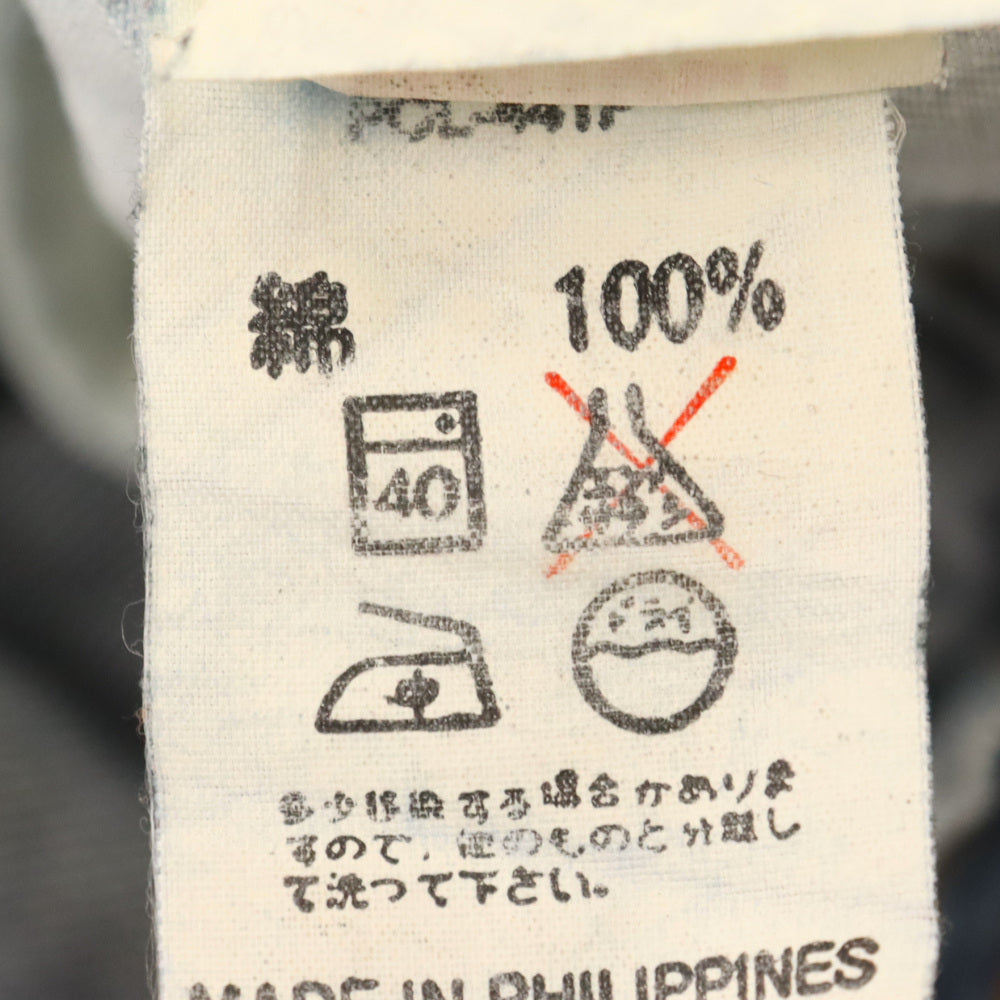 綿 100%
40
中
ドライ
多少移染する場合がありま
すので、他のものと分離し
て洗って下さい。
MADE IN PHILIPPINES